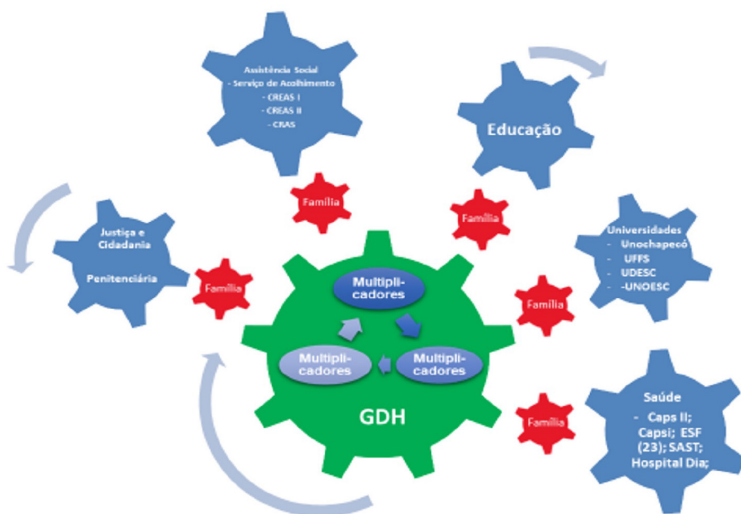 Assistência Social
- Serviço de Acolhimento
- CREAS I
- CREAS II
- CRAS
Educação
Família
Família
Justiça e
Cidadania
Penitenciária
Família
Universidades
- Unochapecó
- UFFS
- UDESC
- -UNOESC
Família
Multipli-
cadores
Multipli-
cadores
Multipli-
cadores
GDH
Família
Saúde
- Caps II;
Capsi; ESF
(23); SAST;
Hospital Dia;